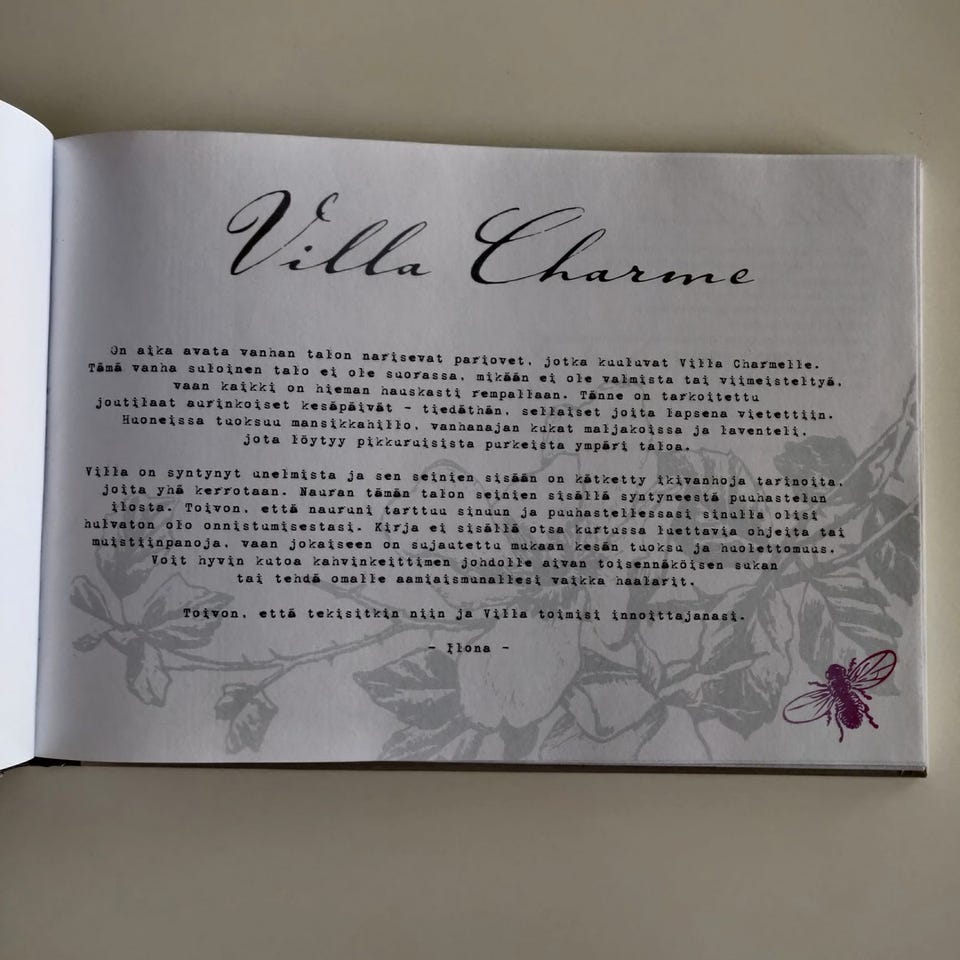 Villa Charme
On aika avata vanhan talon narisevat pariovet, jotka kuuluvat Villa Charmelle.
Tämä vanha suloinen talo ei ole suorassa, mikään ei ole valmista tai viimeisteltyä,
vaan kaikki on hieman hauskasti rempallaan. Tänne on tarkoitettu
joutilaat aurinkoiset kesäpäivät - tiedäthän, sellaiset joita lapsena vietettiin.
Huoneissa tuoksuu mansikkahillo, vanhanajan kukat maljakoissa ja laventeli,
jota löytyy pikkuruisista purkeista ympäri taloa.
Villa on syntynyt unelmista ja sen seinien sisään on kätketty ikivanhoja tarinoita,
joita yhä kerrotaan. Nauran tämän talon seinien sisällä syntyneestä puuhastelun
ilosta. Toivon, että nauruni tarttuu sinuun ja puuhastellessasi sinulla olisi
hulvaton olo onnistumisestasi. Kirja ei sisällä otsa kurtussa luettavia ohjeita tai
muistiinpanoja, vaan jokaiseen on sujautettu mukaan kesän tuoksu ja huolettomuus.
Voit hyvin kutoa kahvinkeittimen johdolle aivan toisennäköisen sukan
tai tehdä omalle aamiaismunallesi vaikka haalarit.
Toivon, että tekisitkin niin ja Villa toimisi innoittajanasi.
- Ilona -